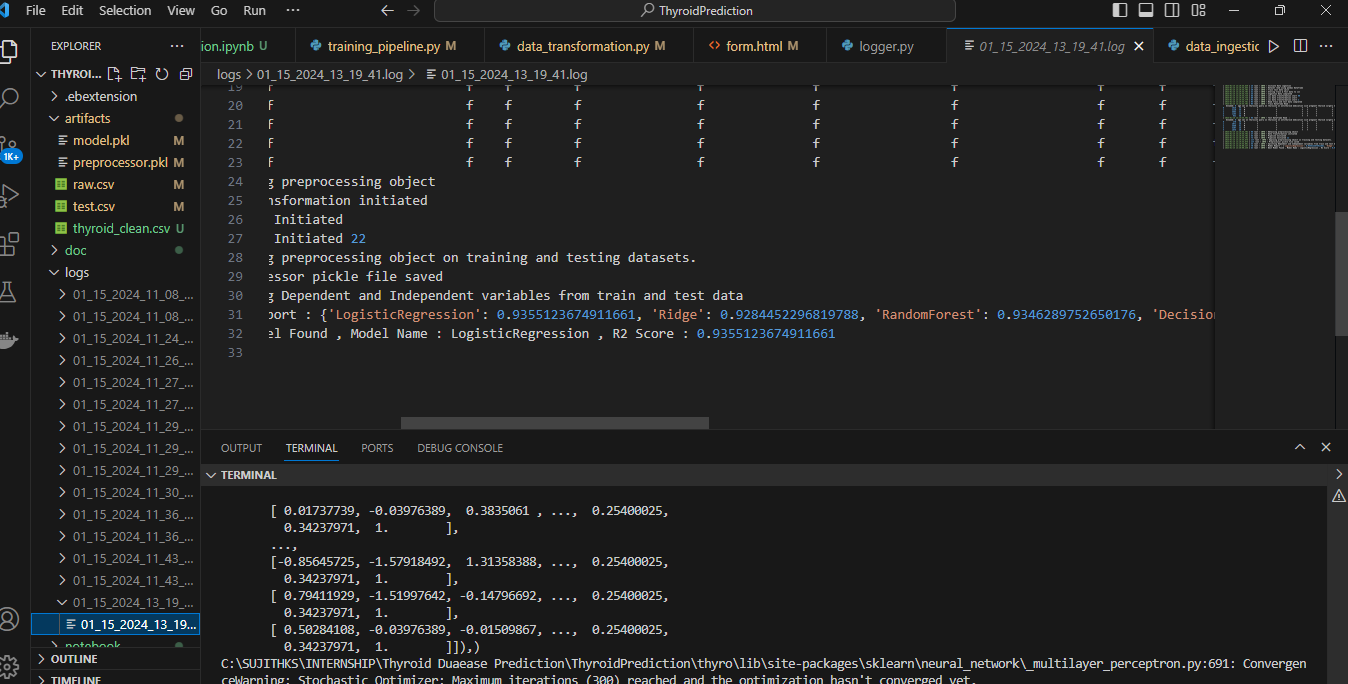 File Edit Selection View Go Run ··· ThyroidPrediction
EXPLORER
ion.ipynb U training_pipeline.py M data_transformation.py M form.html M logger.py 01_15_2024_13_19_41.log data_ingestic
THYROI...
logs > 01_15_2024_13_19_41.log > 01_15_2024_13_19_41.log
.ebextension
artifacts
model.pkl M
preprocessor.pkl M
raw.csv M
test.csv M
thyroid_clean.csv U
doc
logs
01_15_2024_11_08_...
01_15_2024_11_08_...
01_15_2024_11_24_...
01_15_2024_11_26_...
01_15_2024_11_27_...
01_15_2024_11_27_...
01_15_2024_11_29_...
01_15_2024_11_29_...
01_15_2024_11_29_...
01_15_2024_11_30_...
01_15_2024_11_36_...
01_15_2024_11_36_...
01_15_2024_11_43_...
01_15_2024_11_43_...
01_15_2024_13_19_...
01_15_2024_13_19...
notebook
OUTLINE
TIMELINE
1K+
19 f f f f f f f f f
20 f f f f f f f f f
21 f f f f f f f f f
22 f f f f f f f f f
23 f f f f f f f f f
24 g preprocessing object
25 nsformation initiated
26 Initiated
27 Initiated 22
28 g preprocessing object on training and testing datasets.
29 essor pickle file saved
30 g Dependent and Independent variables from train and test data
31 port : {'LogisticRegression': 0.9355123674911661, 'Ridge': 0.9284452296819788, 'RandomForest': 0.9346289752650176, 'Decision
32 el Found , Model Name : LogisticRegression , R2 Score : 0.9355123674911661
33
OUTPUT TERMINAL PORTS DEBUG CONSOLE
TERMINAL
[ 0.01737739, -0.03976389, 0.3835061 , ..., 0.25400025,
0.34237971, 1. ],
...,
[-0.85645725, -1.57918492, 1.31358388, ..., 0.25400025,
0.34237971, 1. ],
[ 0.79411929, -1.51997642, -0.14796692, ..., 0.25400025,
0.34237971, 1. ],
[ 0.50284108, -0.03976389, -0.01509867, ..., 0.25400025,
0.34237971, 1. ]]),)
C:\SUJITHKS\INTERNSHIP\Thyroid Duaease Prediction\ThyroidPrediction\thyro\lib\site-packages\sklearn\neural_network\_multilayer_perceptron.py:691: Convergen
ceWarning: Stochastic Optimizer: Maximum iterations (300) reached and the optimization hasn't converged yet.